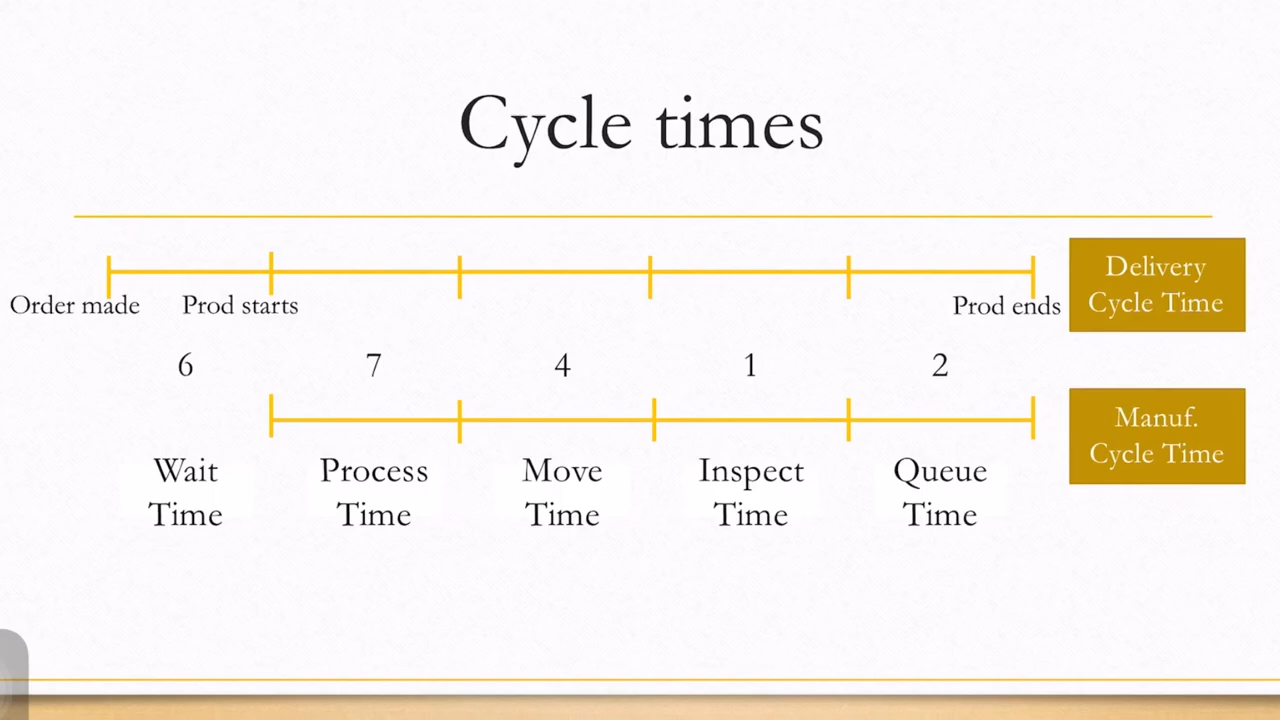 Cycle times
Order made
Prod starts
Prod ends
Delivery
Cycle Time
6
7
4
1
2
Manuf.
Cycle Time
Wait
Time
Process
Time
Move
Time
Inspect
Time
Queue
Time